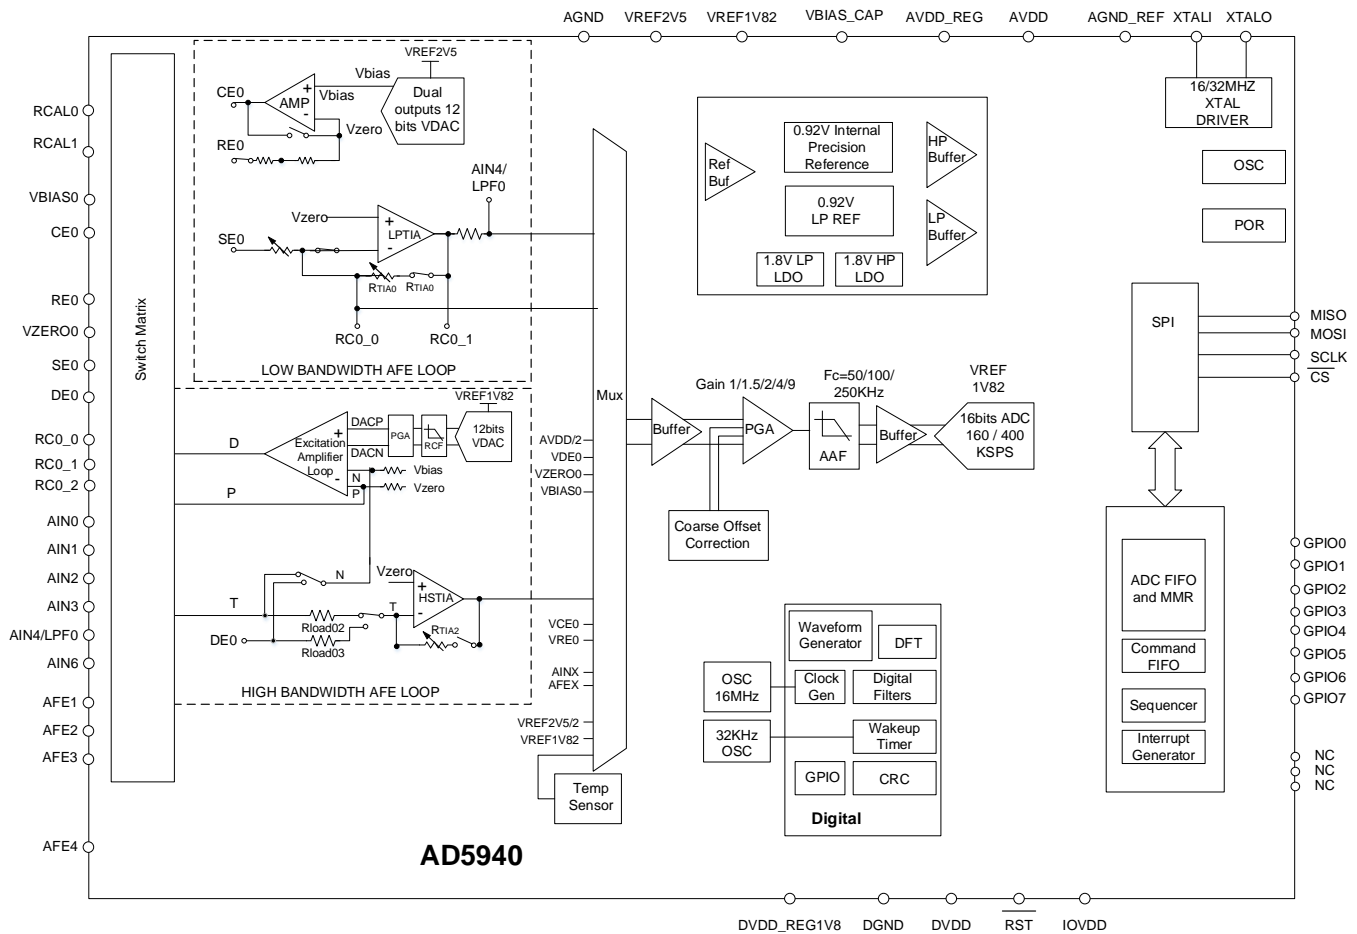 AGND
VREF2V5
VREF1V82
VBIAS_CAP
AVDD_REG
AVDD
AGND_REF
XTALI
XTALO
RCAL0
RCAL1
VBIAS0
CE0
RE0
VZERO0
SE0
DE0
RC0_0
RC0_1
RC0_2
AIN0
AIN1
AIN2
AIN3
AIN4/LPF0
AIN6
AFE1
AFE2
AFE3
AFE4
Switch Matrix
VREF2V5
Vbias
CE0
AMP
+
-
Vbias
Dual
outputs 12
bits VDAC
Vzero
RE0
AIN4/
LPF0
Vzero
+
LPTIA
-
SE0
RTIA0
RTIA0
RC0_0
RC0_1
LOW BANDWIDTH AFE LOOP
VREF1V82
D
Excitation
Amplifier
Loop
+
-
DACP
DACN
PGA
RCF
12bits
VDAC
N
P
Vbias
Vzero
P
N
Vzero
+
HSTIA
-
T
T
Rload02
DE0
Rload03
RTIA2
HIGH BANDWIDTH AFE LOOP
Mux
AVDD/2
VDE0
VZERO0
VBIAS0
VCE0
VRE0
AINX
AFEX
VREF2V5/2
VREF1V82
Temp
Sensor
Ref
Buf
0.92V Internal
Precision
Reference
0.92V
LP REF
HP
Buffer
LP
Buffer
1.8V LP
LDO
1.8V HP
LDO
Buffer
Gain 1/1.5/2/4/9
PGA
Fc=50/100/
250KHz
AAF
Buffer
VREF
1V82
16bits ADC
160 / 400
KSPS
Coarse Offset
Correction
OSC
16MHz
32KHz
OSC
Waveform
Generator
DFT
Clock
Gen
Digital
Filters
Wakeup
Timer
GPIO
CRC
Digital
16/32MHZ
XTAL
DRIVER
OSC
POR
SPI
ADC FIFO
and MMR
Command
FIFO
Sequencer
Interrupt
Generator
MISO
MOSI
SCLK
CS
GPIO0
GPIO1
GPIO2
GPIO3
GPIO4
GPIO5
GPIO6
GPIO7
NC
NC
NC
AD5940
DVDD_REG1V8
DGND
DVDD
RST
IOVDD